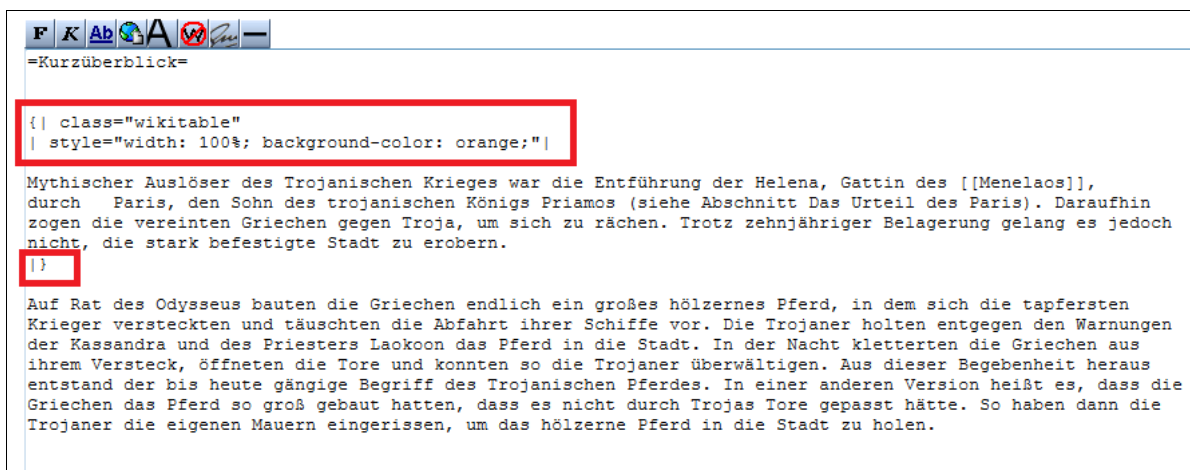 F K Ab A W
=Kurzüberblick=
{| class="wikitable"
| style="width: 100%; background-color: orange;"|
Mythischer Auslöser des Trojanischen Krieges war die Entführung der Helena, Gattin des [[Menelaos]],
durch   Paris, den Sohn des trojanischen Königs Priamos (siehe Abschnitt Das Urteil des Paris). Daraufhin
zogen die vereinten Griechen gegen Troja, um sich zu rächen. Trotz zehnjähriger Belagerung gelang es jedoch
nicht, die stark befestigte Stadt zu erobern.
|}
Auf Rat des Odysseus bauten die Griechen endlich ein großes hölzernes Pferd, in dem sich die tapfersten
Krieger versteckten und täuschten die Abfahrt ihrer Schiffe vor. Die Trojaner holten entgegen den Warnungen
der Kassandra und des Priesters Laokoon das Pferd in die Stadt. In der Nacht kletterten die Griechen aus
ihrem Versteck, öffneten die Tore und konnten so die Trojaner überwältigen. Aus dieser Begebenheit heraus
entstand der bis heute gängige Begriff des Trojanischen Pferdes. In einer anderen Version heißt es, dass die
Griechen das Pferd so groß gebaut hatten, dass es nicht durch Trojas Tore gepasst hätte. So haben dann die
Trojaner die eigenen Mauern eingerissen, um das hölzerne Pferd in die Stadt zu holen.